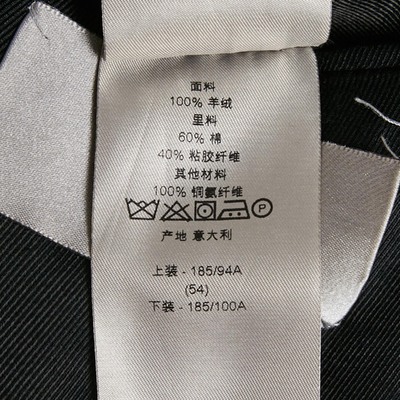 面料
100% 羊绒
里料
60% 棉
40% 粘胶纤维
其他材料
100% 铜氨纤维
P
产地 意大利
上装 - 185/94A
(54)
下装 - 185/100A